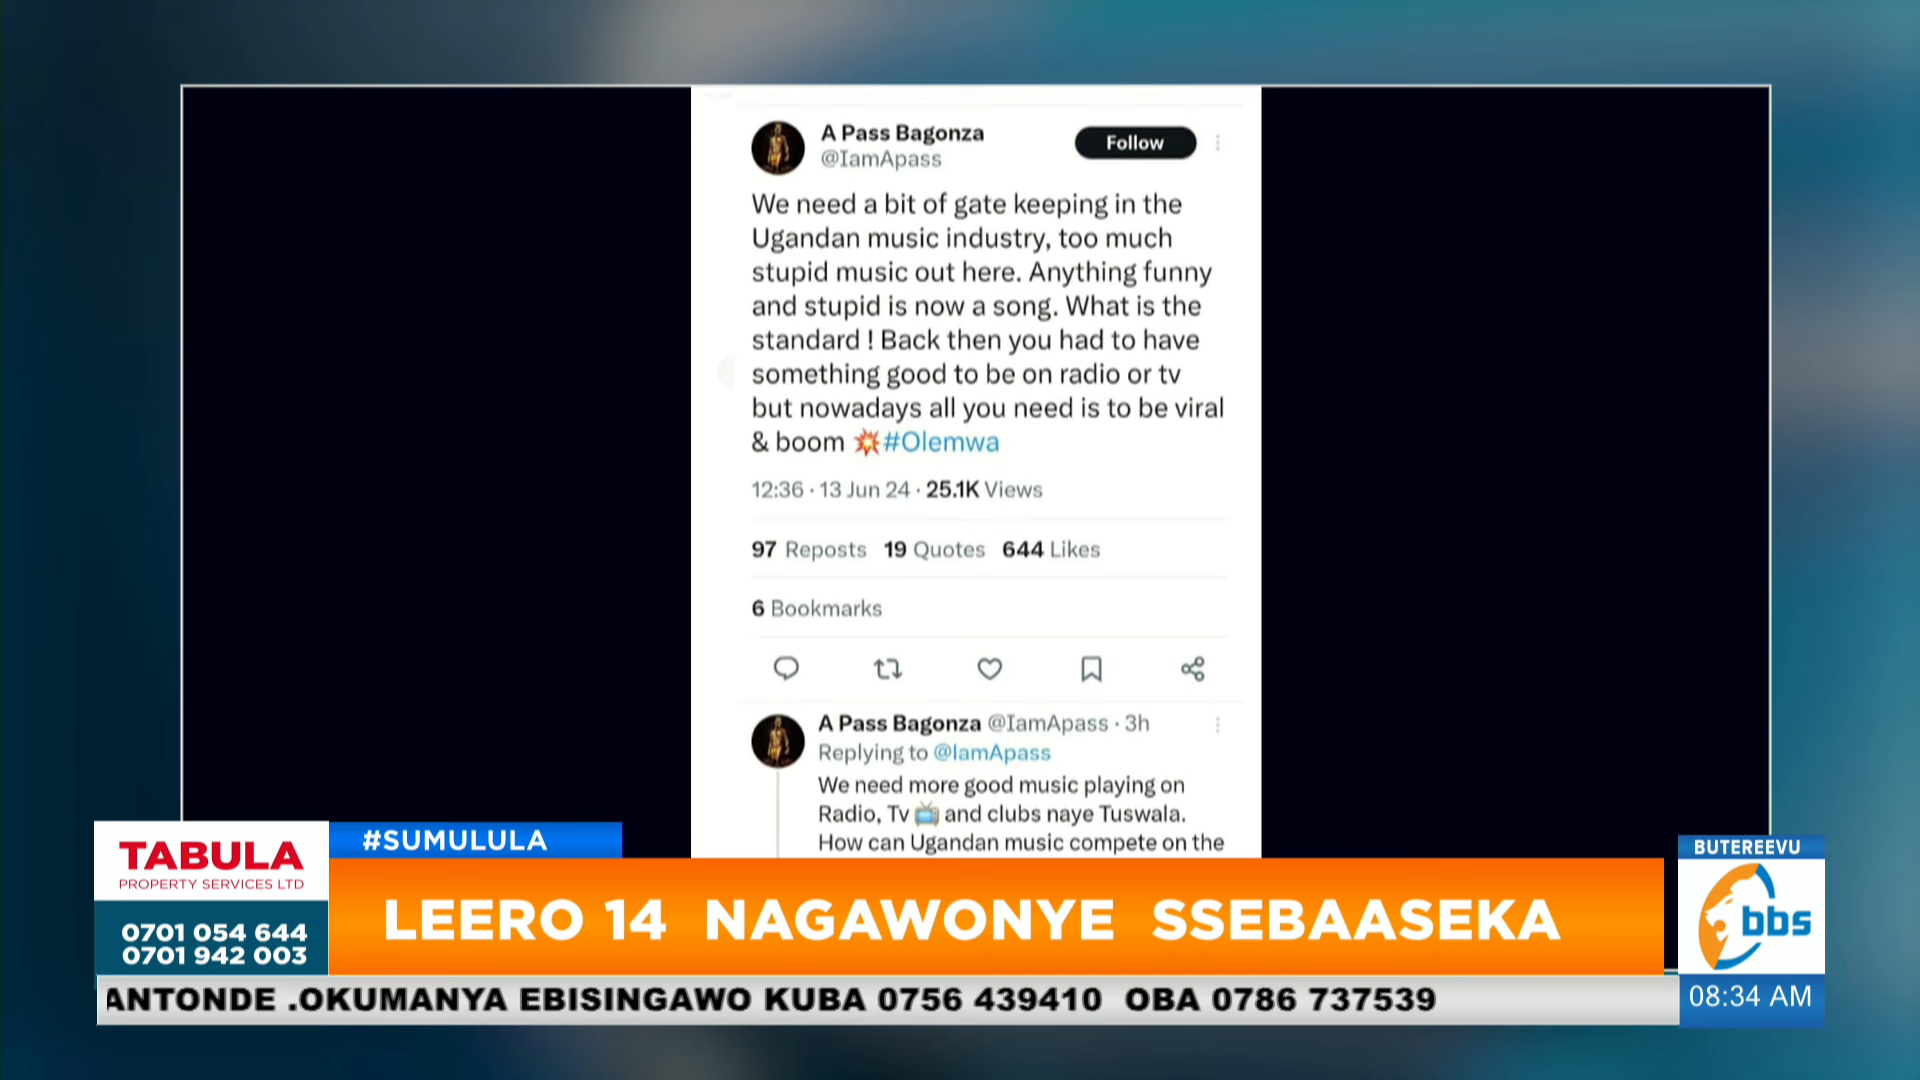 A Pass Bagonza
@IamApass
Follow
We need a bit of gate keeping in the
Ugandan music industry, too much
stupid music out here. Anything funny
and stupid is now a song. What is the
standard ! Back then you had to have
something good to be on radio or tv
but nowadays all you need is to be viral
& boom 💥#Olemwa
12:36 · 13 Jun 24 · 25.1K Views
97 Reposts 19 Quotes 644 Likes
6 Bookmarks
A Pass Bagonza @IamApass · 3h
Replying to @IamApass
We need more good music playing on
Radio, Tv 📺 and clubs naye Tuswala.
How can Ugandan music compete on the
TABULA
PROPERTY SERVICES LTD
0701 054 644
0701 942 003
#SUMULULA
LEERO 14 NAGAWONYE SSEBAASEKA
BUTEREEVU
bbs
08:34 AM
ANTONDE .OKUMANYA EBISINGAWO KUBA 0756 439410 OBA 0786 737539